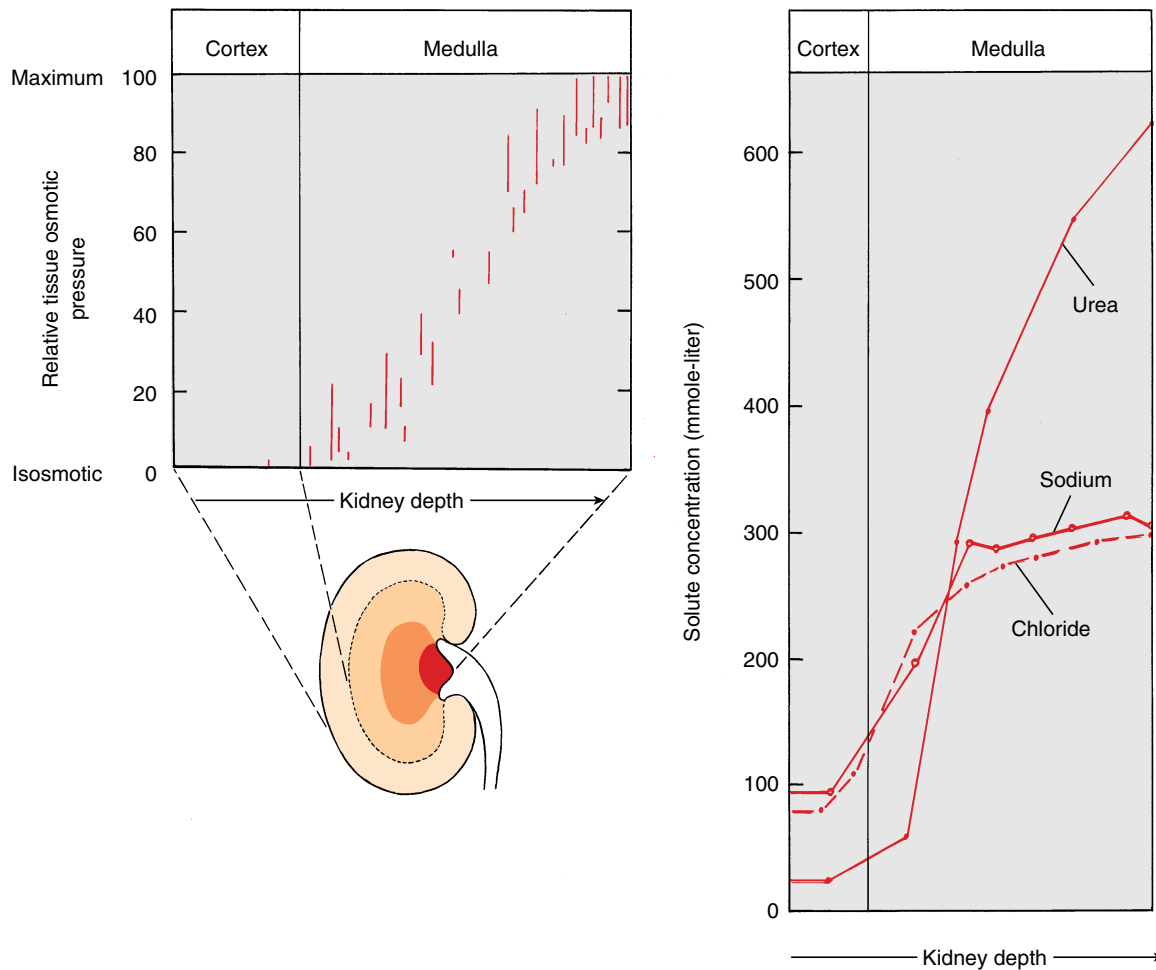 Cortex
Medulla
Maximum
100
80
60
40
20
0
Isosmotic
Relative tissue osmotic
pressure
Kidney depth
Cortex
Medulla
600
500
400
300
200
100
0
Solute concentration (mmole-liter)
Urea
Sodium
Chloride
Kidney depth